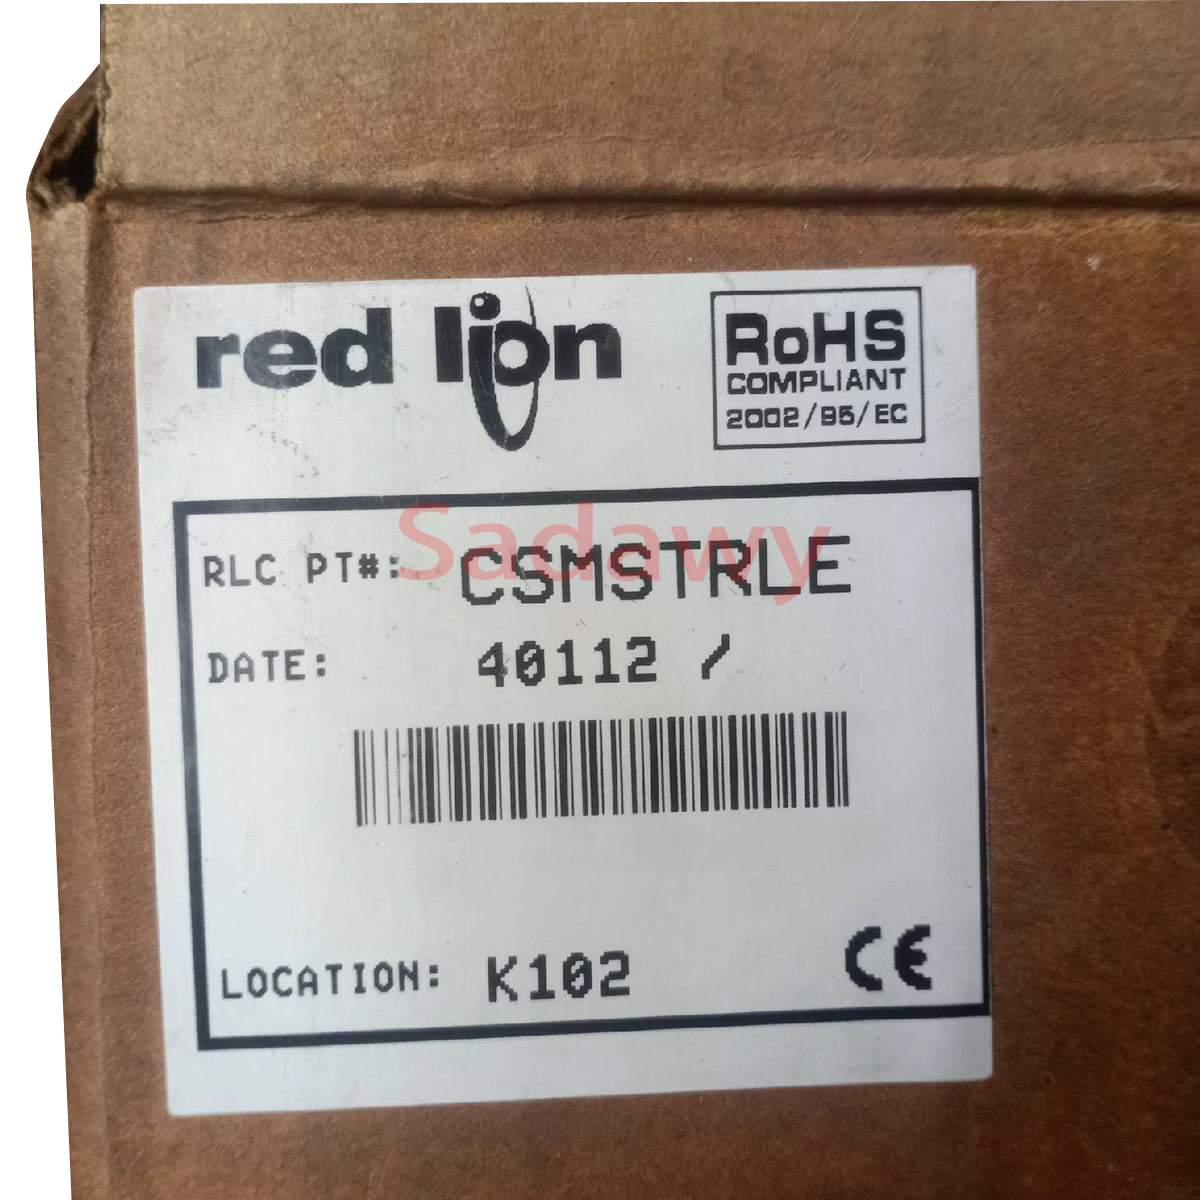 red lion
RoHS
COMPLIANT
2002/95/EC
Sadawy
RLC PT#: CSMSTRLE
DATE: 40112 /
LOCATION: K102
CE